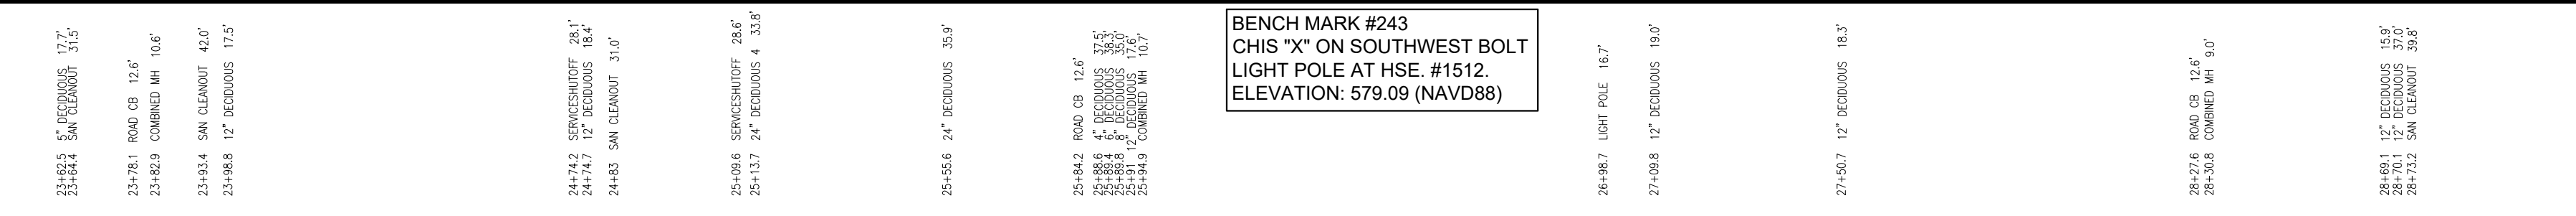 23+62.5 5" DECIDUOUS 17.7'
23+64.4 SAN CLEANOUT 31.5'
23+78.1 ROAD CB 12.6'
23+82.9 COMBINED MH 10.6'
23+93.4 SAN CLEANOUT 42.0'
23+98.8 12" DECIDUOUS 17.5'
24+74.2 SERVICESHUTOFF 28.1'
24+74.7 12" DECIDUOUS 18.4'
24+83 SAN CLEANOUT 31.0'
25+09.6 SERVICESHUTOFF 28.6'
25+13.7 24" DECIDUOUS 4 33.8'
25+55.6 24" DECIDUOUS 35.9'
25+84.2 ROAD CB 12.6'
25+88.6 4" DECIDUOUS 37.5'
25+89.4 6" DECIDUOUS 38.3'
25+89.8 8" DECIDUOUS 35.0'
25+91 12" DECIDUOUS 17.6'
25+94.9 COMBINED MH 10.7'
BENCH MARK #243
CHIS "X" ON SOUTHWEST BOLT
LIGHT POLE AT HSE. #1512.
ELEVATION: 579.09 (NAVD88)
26+98.7 LIGHT POLE 16.7'
27+09.8 12" DECIDUOUS 19.0'
27+50.7 12" DECIDUOUS 18.3'
28+27.6 ROAD CB 12.6'
28+30.8 COMBINED MH 9.0'
28+69.1 12" DECIDUOUS 15.9'
28+70.1 12" DECIDUOUS 37.0'
28+73.2 SAN CLEANOUT 39.8'